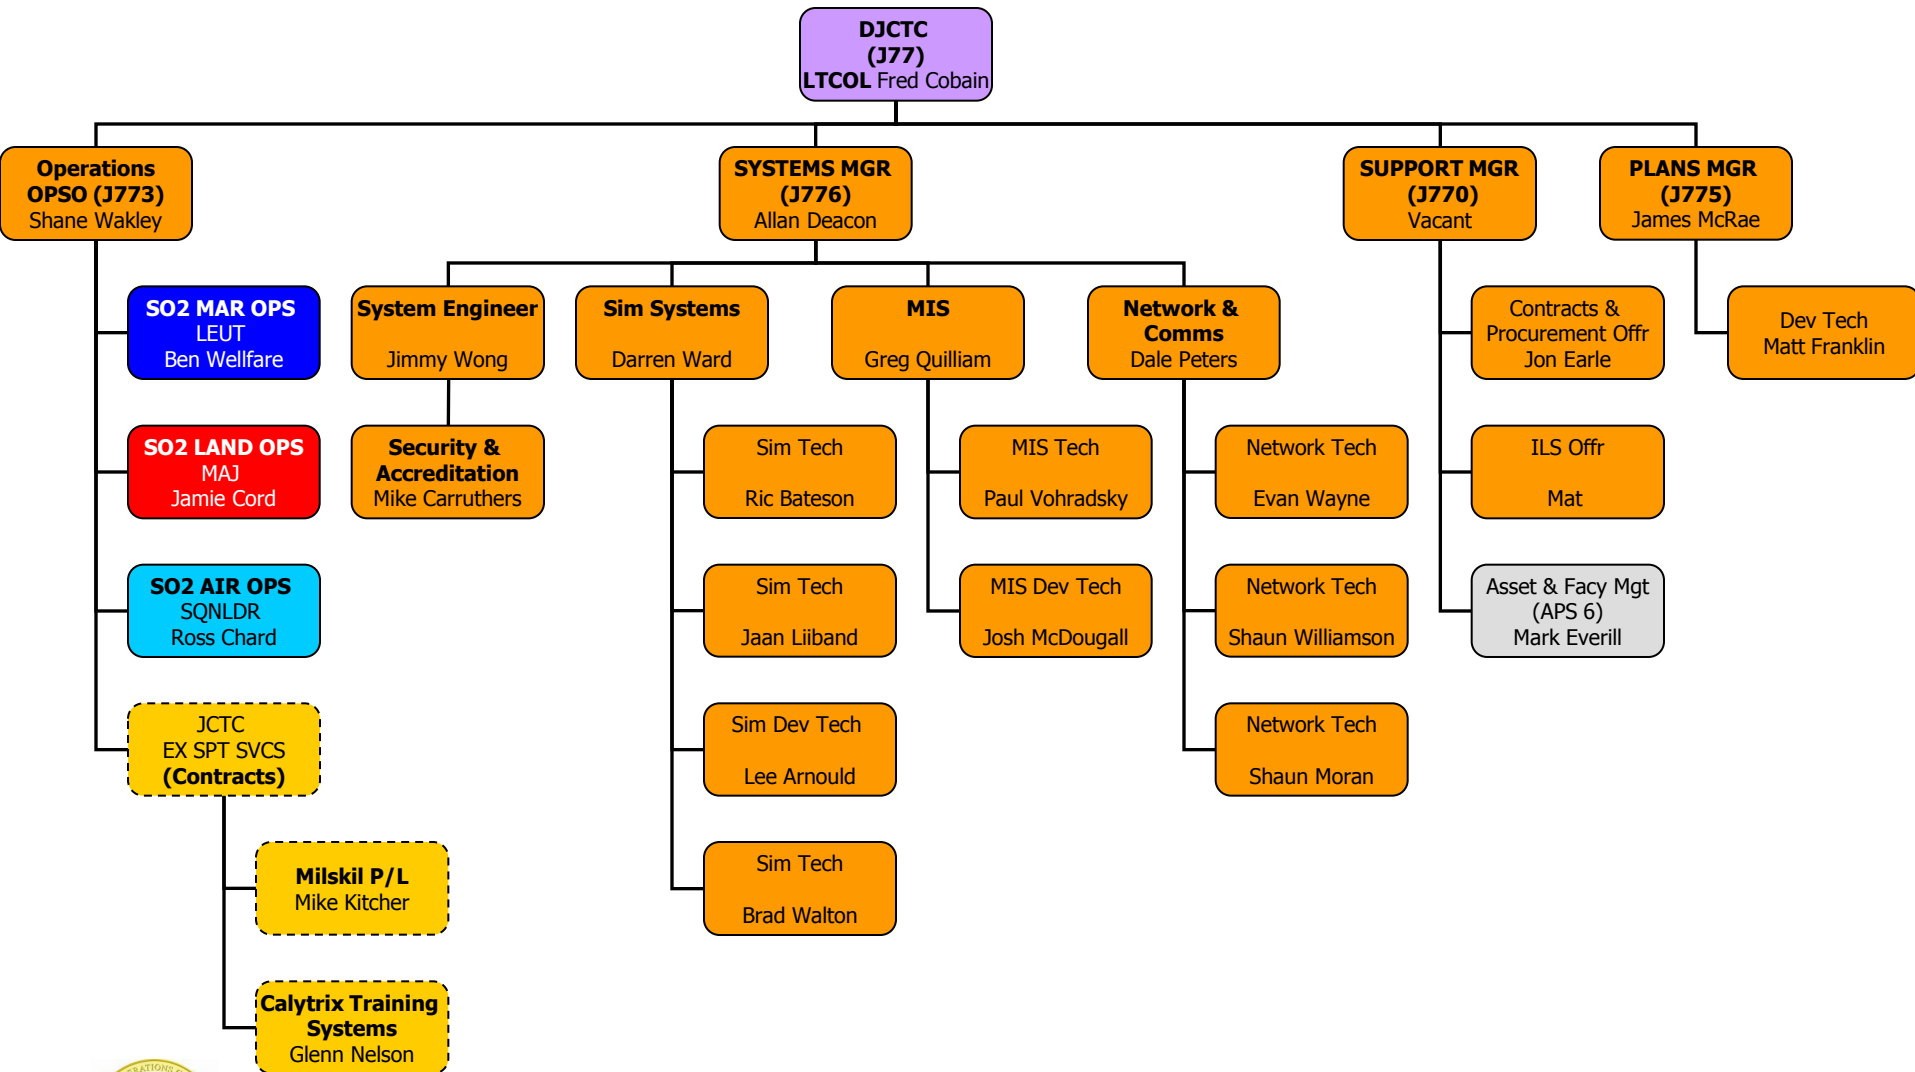 DJCTC
(J77)
LTCOL Fred Cobain
Operations
OPSO (J773)
Shane Wakley
SYSTEMS MGR
(J776)
Allan Deacon
SUPPORT MGR
(J770)
Vacant
PLANS MGR
(J775)
James McRae
SO2 MAR OPS
LEUT
Ben Wellfare
System Engineer
Jimmy Wong
Sim Systems
Darren Ward
MIS
Greg Quilliam
Network &
Comms
Dale Peters
Contracts &
Procurement Offr
Jon Earle
Dev Tech
Matt Franklin
SO2 LAND OPS
MAJ
Jamie Cord
Security &
Accreditation
Mike Carruthers
Sim Tech
Ric Bateson
MIS Tech
Paul Vohradsky
Network Tech
Evan Wayne
ILS Offr
Mat
SO2 AIR OPS
SQNLDR
Ross Chard
Sim Tech
Jaan Liiband
MIS Dev Tech
Josh McDougall
Network Tech
Shaun Williamson
Asset & Facy Mgt
(APS 6)
Mark Everill
JCTC
EX SPT SVCS
(Contracts)
Sim Dev Tech
Lee Arnould
Network Tech
Shaun Moran
Milskil P/L
Mike Kitcher
Sim Tech
Brad Walton
Calytrix Training
Systems
Glenn Nelson